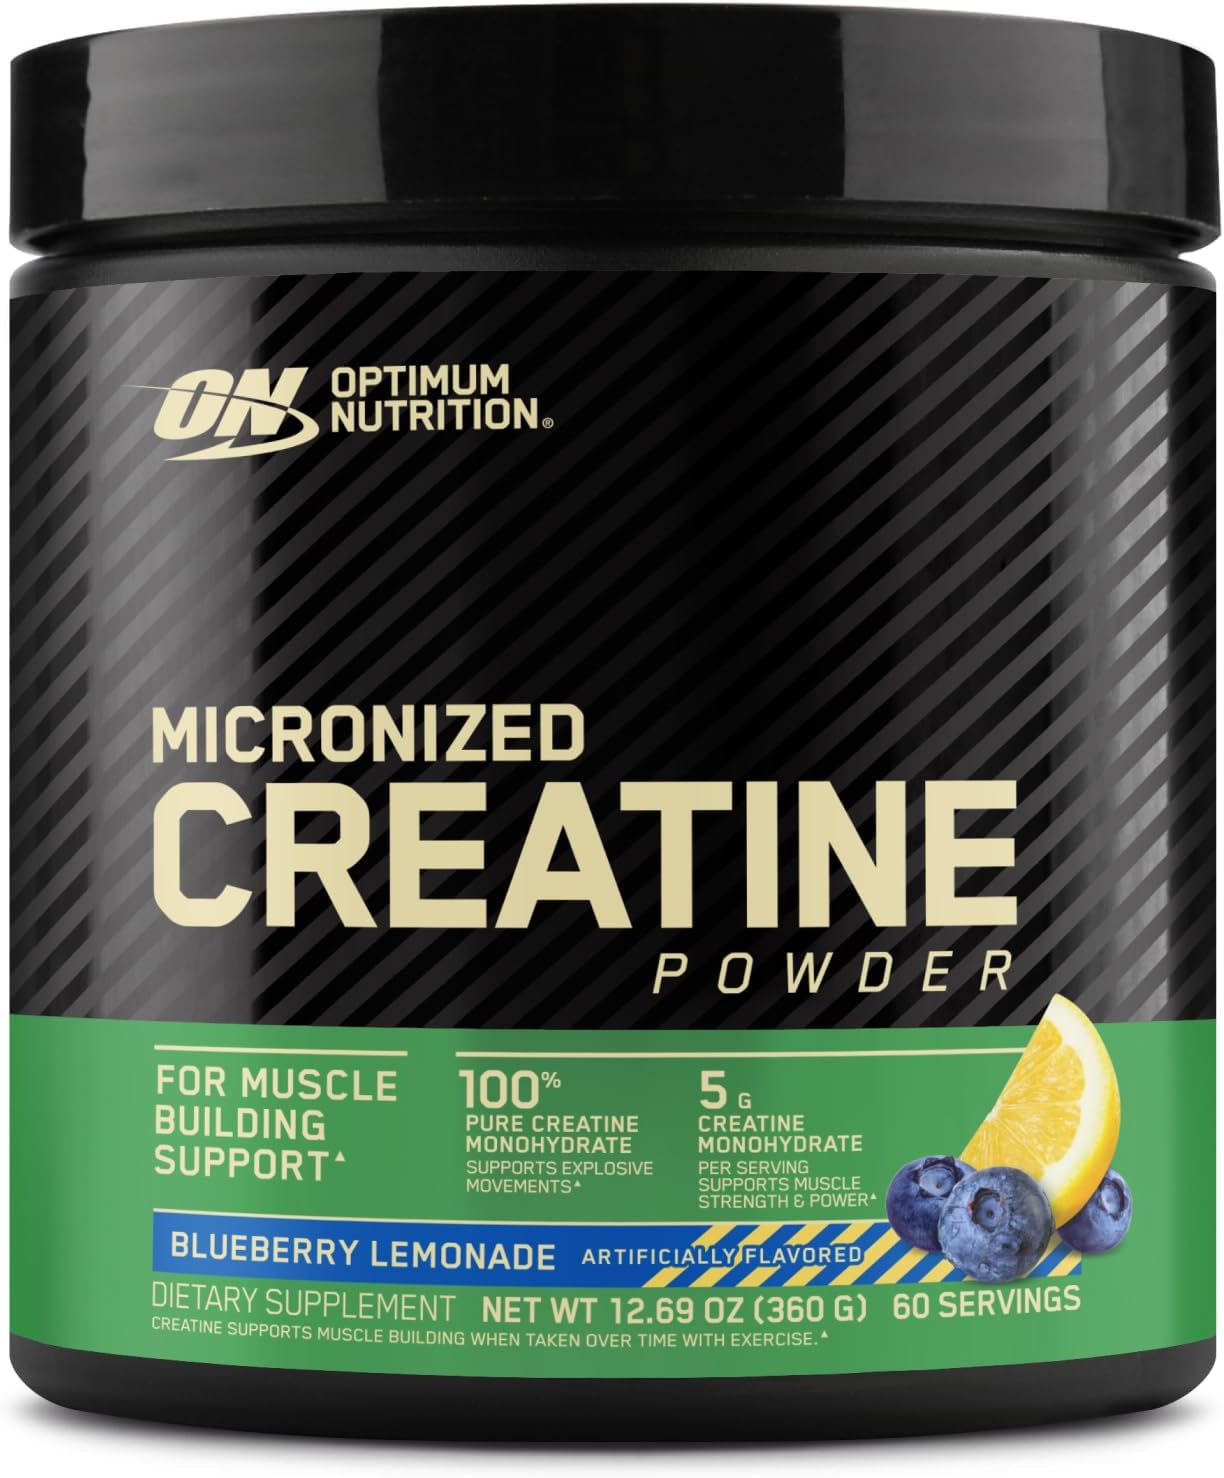 ON OPTIMUM
NUTRITION®
MICRONIZED
CREATINE
POWDER
FOR MUSCLE
BUILDING
SUPPORT▲
100%
PURE CREATINE
MONOHYDRATE
SUPPORTS EXPLOSIVE
MOVEMENTS▲
5 G
CREATINE
MONOHYDRATE
PER SERVING
SUPPORTS MUSCLE
STRENGTH & POWER▲
BLUEBERRY LEMONADE ARTIFICIALLY FLAVORED
DIETARY SUPPLEMENT NET WT 12.69 OZ (360 G) 60 SERVINGS
CREATINE SUPPORTS MUSCLE BUILDING WHEN TAKEN OVER TIME WITH EXERCISE.▲